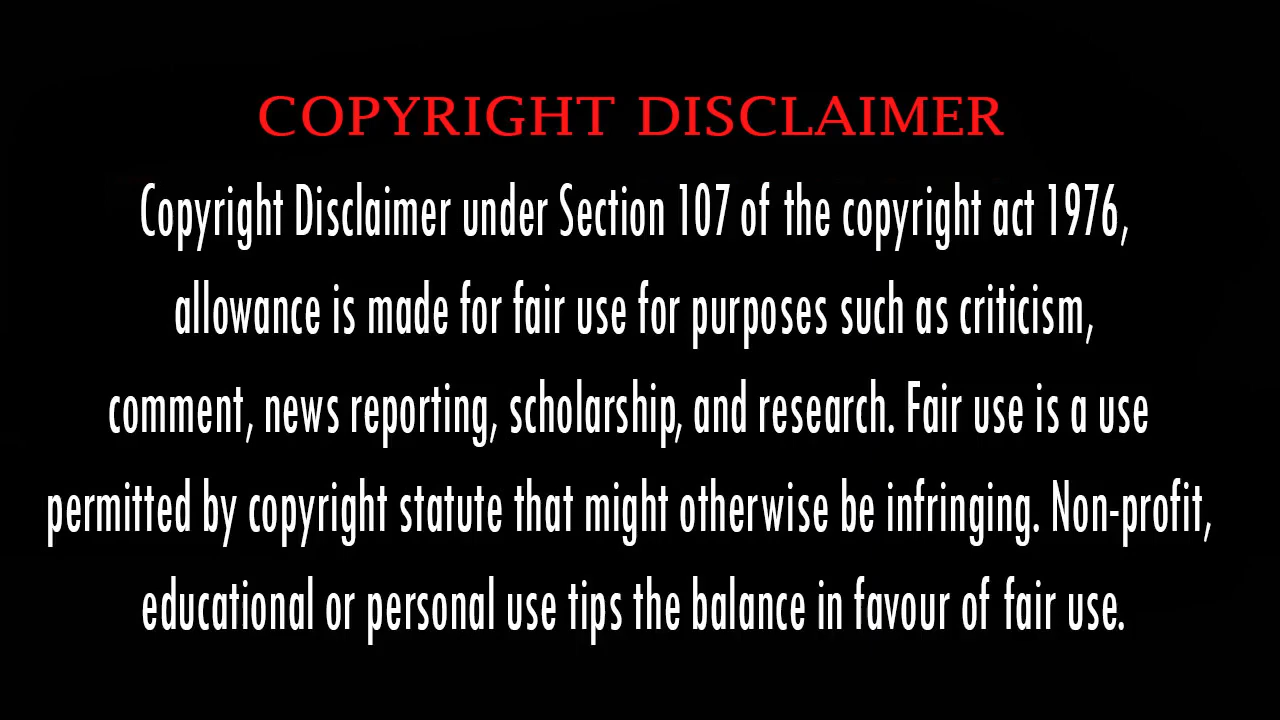 COPYRIGHT DISCLAIMER
Copyright Disclaimer under Section 107 of the copyright act 1976,
allowance is made for fair use for purposes such as criticism,
comment, news reporting, scholarship, and research. Fair use is a use
permitted by copyright statute that might otherwise be infringing. Non-profit,
educational or personal use tips the balance in favour of fair use.